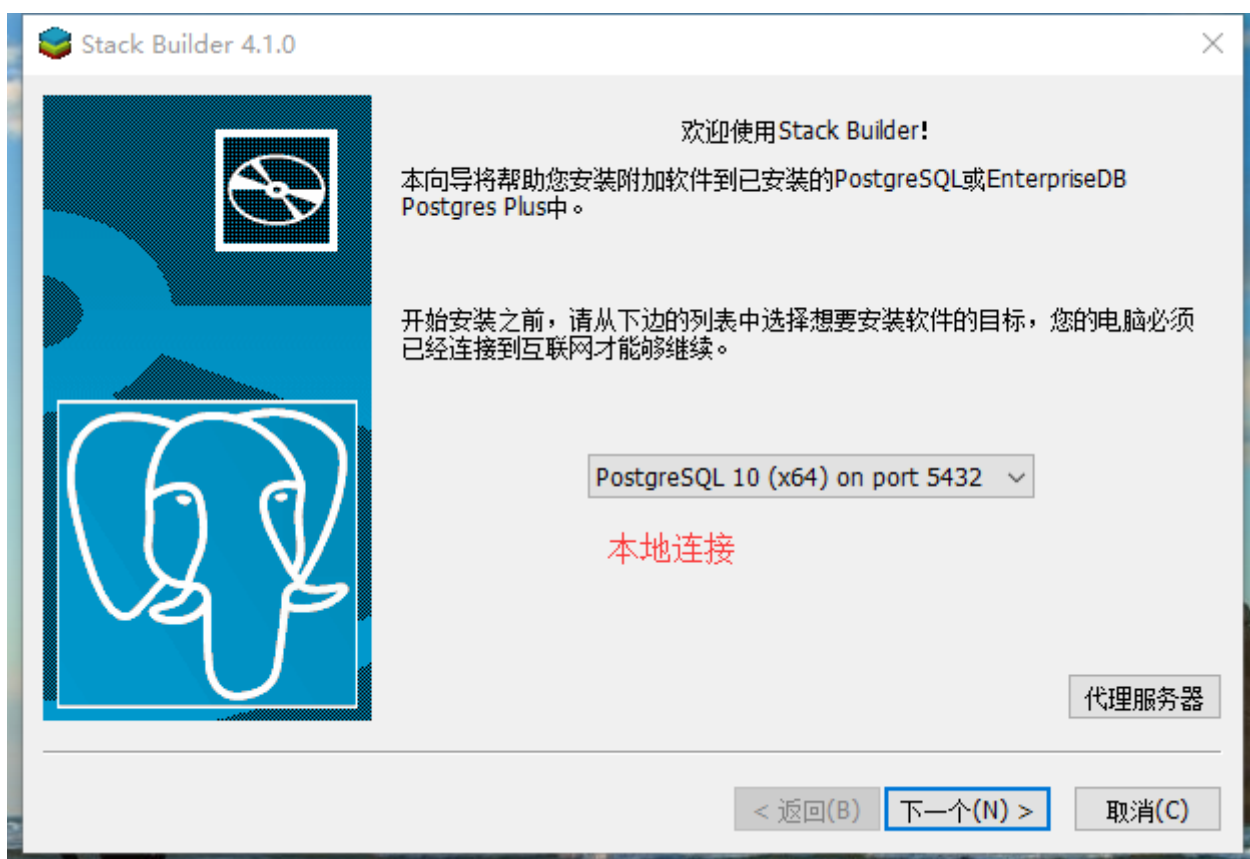 Stack Builder 4.1.0
欢迎使用Stack Builder!
本向导将帮助您安装附加软件到已安装的PostgreSQL或EnterpriseDB
Postgres Plus中。
开始安装之前，请从下边的列表中选择想要安装软件的目标，您的电脑必须
已经连接到互联网才能够继续。
PostgreSQL 10 (x64) on port 5432
本地连接
代理服务器
< 返回(B)
下一个(N) >
取消(C)